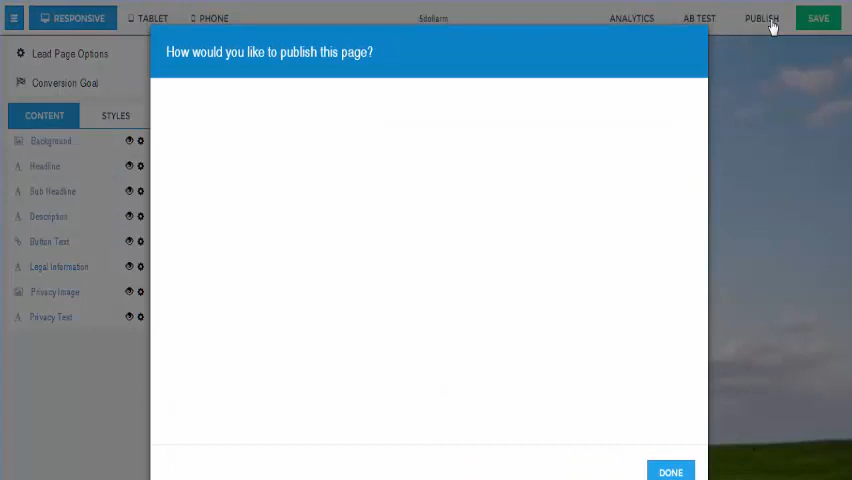 RESPONSIVE TABLET PHONE 5dollarm ANALYTICS AB TEST PUBLISH SAVE
How would you like to publish this page?
Lead Page Options
Conversion Goal
CONTENT STYLES
Background
Headline
Sub Headline
Description
Button Text
Legal Information
Privacy Image
Privacy Text
DONE